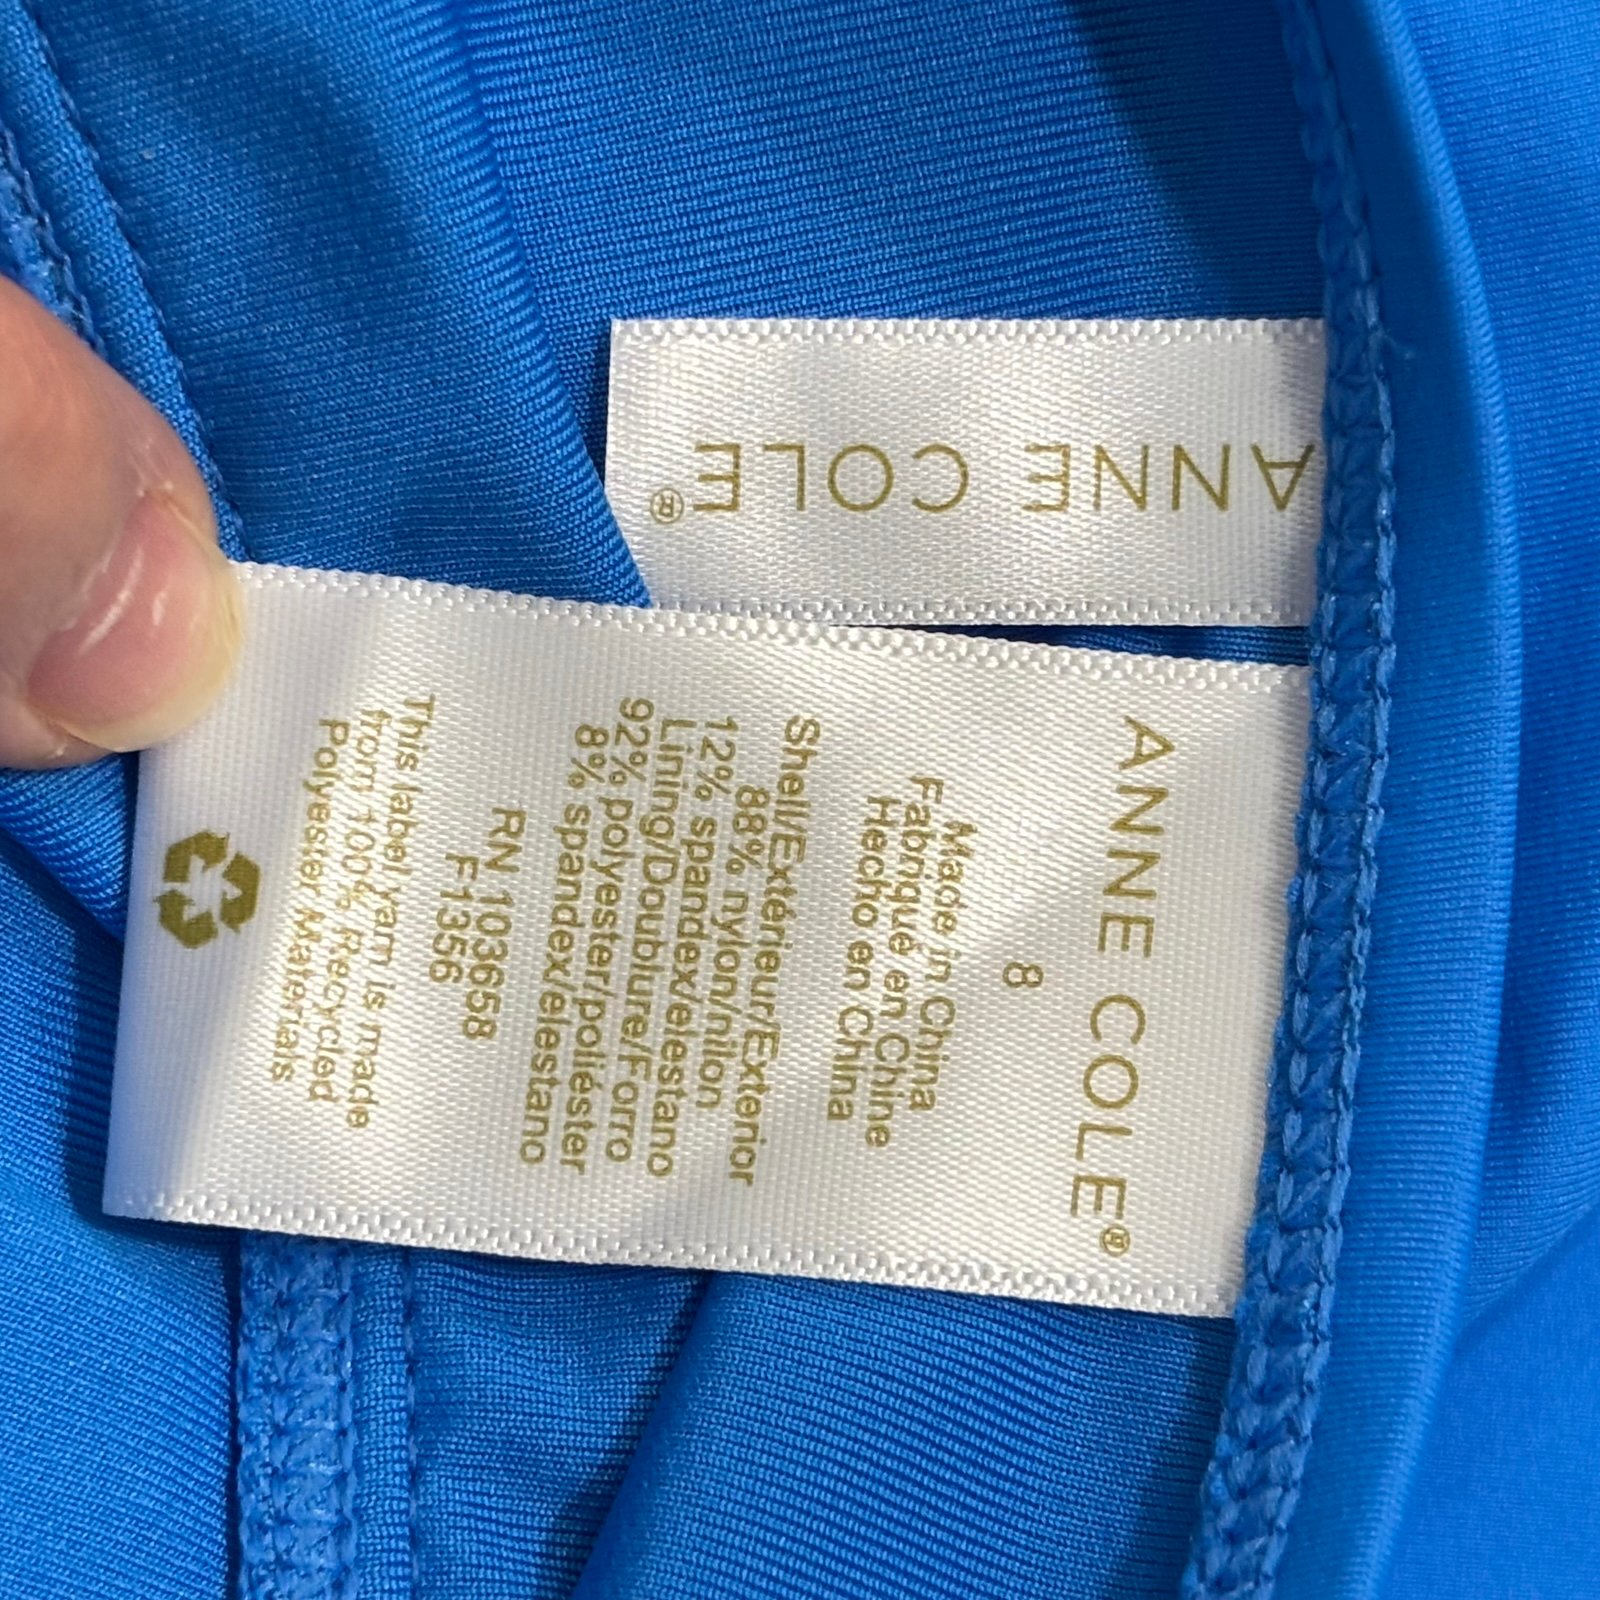 ANNE COLE®
ANNE COLE®
8
Made in China
Fabriqué en Chine
Hecho en China
Shell/Extérieur/Exterior
88% nylon/nilon
12% spandex/elestano
Lining/Doublure/Forro
92% polyester/poliéster
8% spandex/elestano
RN 103658
F1356
This label yarn is made
from 100% Recycled
Polyester Materials